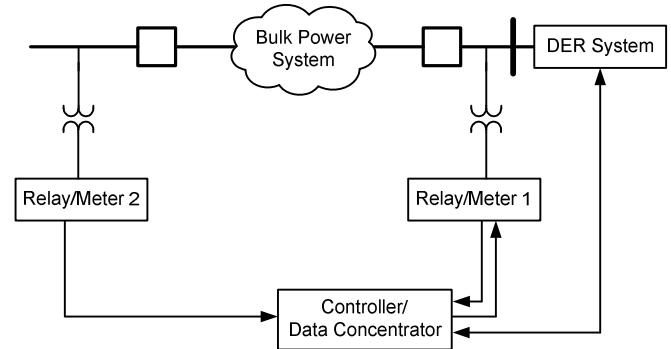 Bulk Power
System
DER System
Relay/Meter 2
Relay/Meter 1
Controller/
Data Concentrator